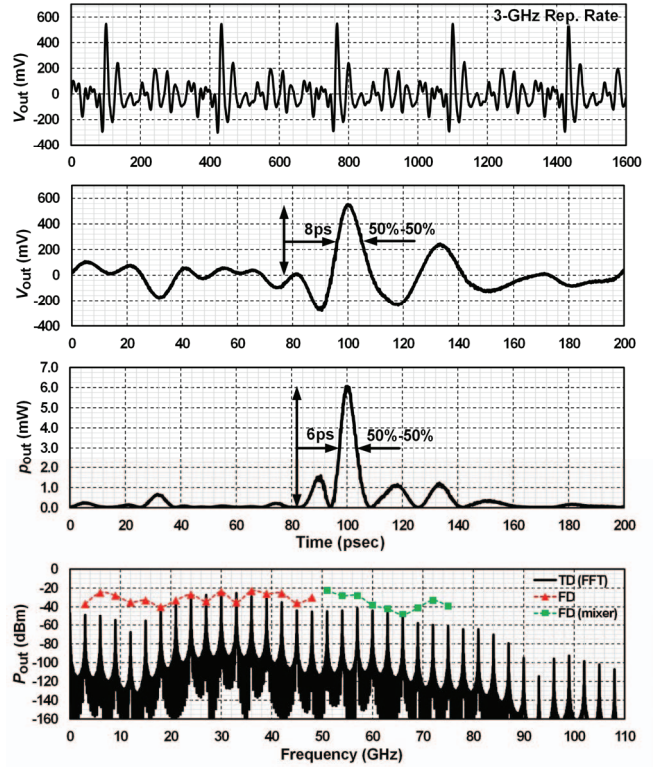 3-GHz Rep. Rate
600
400
200
0
-200
-400
Vout (mV)
0 200 400 600 800 1000 1200 1400 1600
600
400
200
0
-200
-400
Vout (mV)
8ps 50%-50%
0 20 40 60 80 100 120 140 160 180 200
7.0
6.0
5.0
4.0
3.0
2.0
1.0
0.0
pout (mW)
6ps 50%-50%
0 20 40 60 80 100 120 140 160 180 200
Time (psec)
0
-20
-40
-60
-80
-100
-120
-140
-160
Pout (dBm)
TD (FFT)
FD
FD (mixer)
0 10 20 30 40 50 60 70 80 90 100 110
Frequency (GHz)